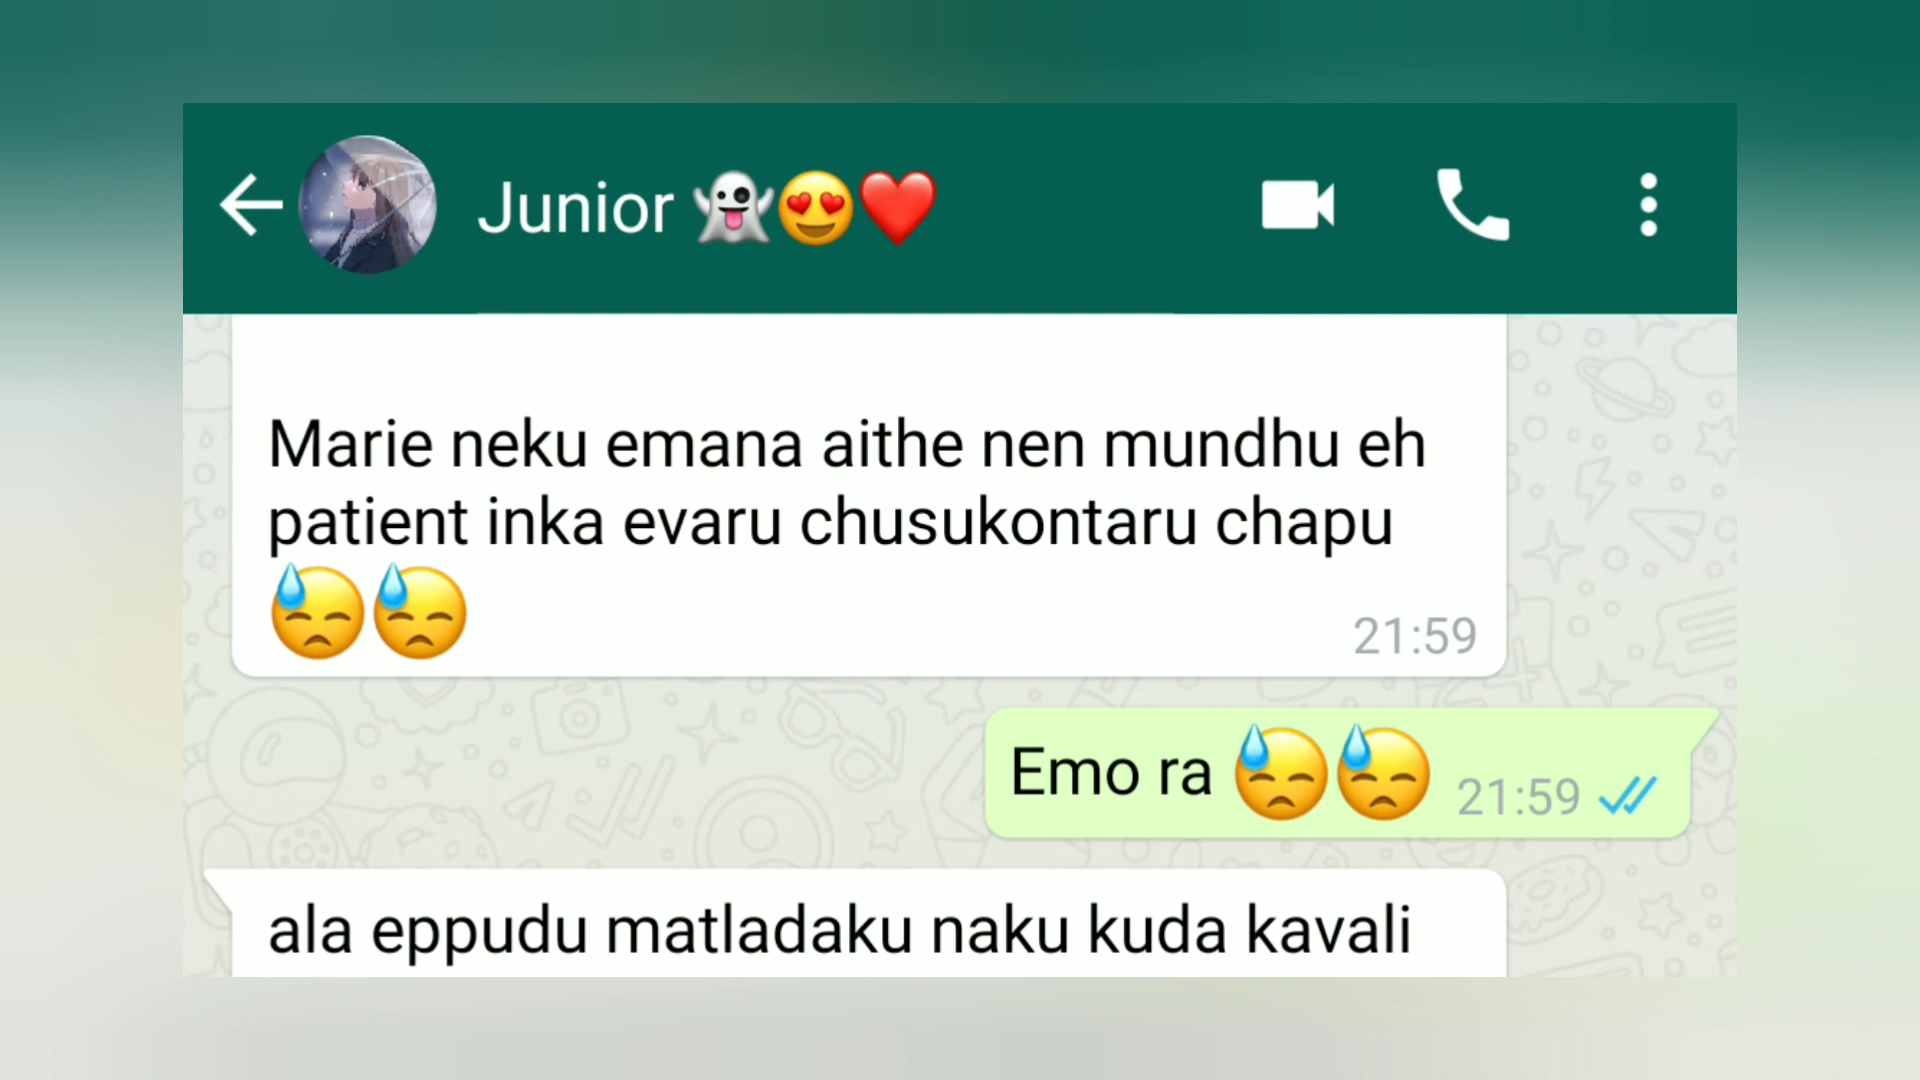 Junior 👻😍❤️
Marie neku emana aithe nen mundhu eh
patient inka evaru chusukontaru chapu
😓😓
21:59
Emo ra 😓😓 21:59
ala eppudu matladaku naku kuda kavali